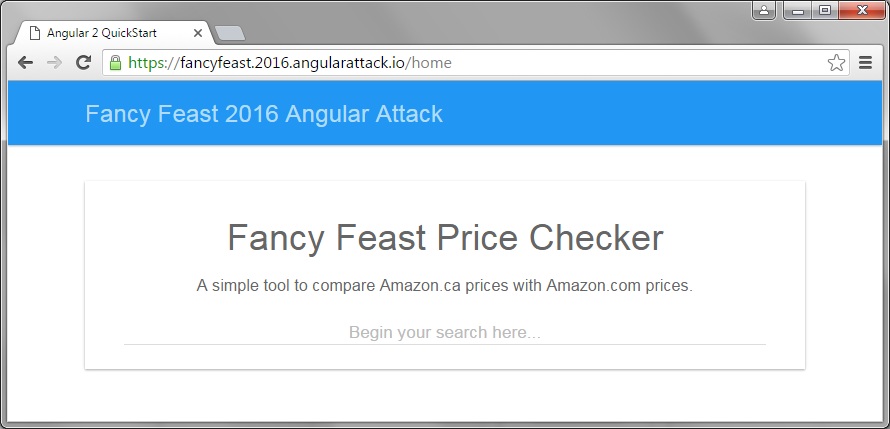 Angular 2 QuickStart
https://fancyfeast.2016.angularattack.io/home
Fancy Feast 2016 Angular Attack
Fancy Feast Price Checker
A simple tool to compare Amazon.ca prices with Amazon.com prices.
Begin your search here...